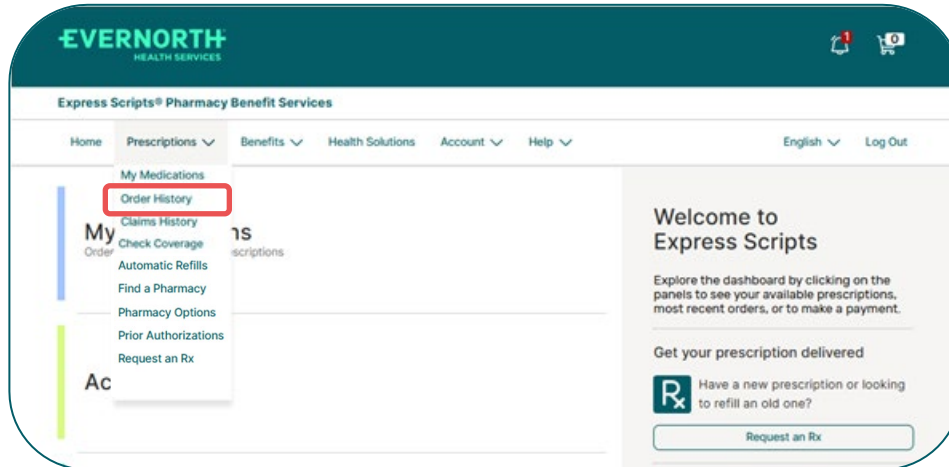 EVERNORTH
HEALTH SERVICES
1
0
Express Scripts® Pharmacy Benefit Services
Home Prescriptions Benefits Health Solutions Account Help English Log Out
My Medications
Order History
Claims History
Check Coverage
Automatic Refills
Find a Pharmacy
Pharmacy Options
Prior Authorizations
Request an Rx
My
Welcome to
Express Scripts
Explore the dashboard by clicking on the
panels to see your available prescriptions,
most recent orders, or to make a payment.
Get your prescription delivered
Rx
Have a new prescription or looking
to refill an old one?
Request an Rx